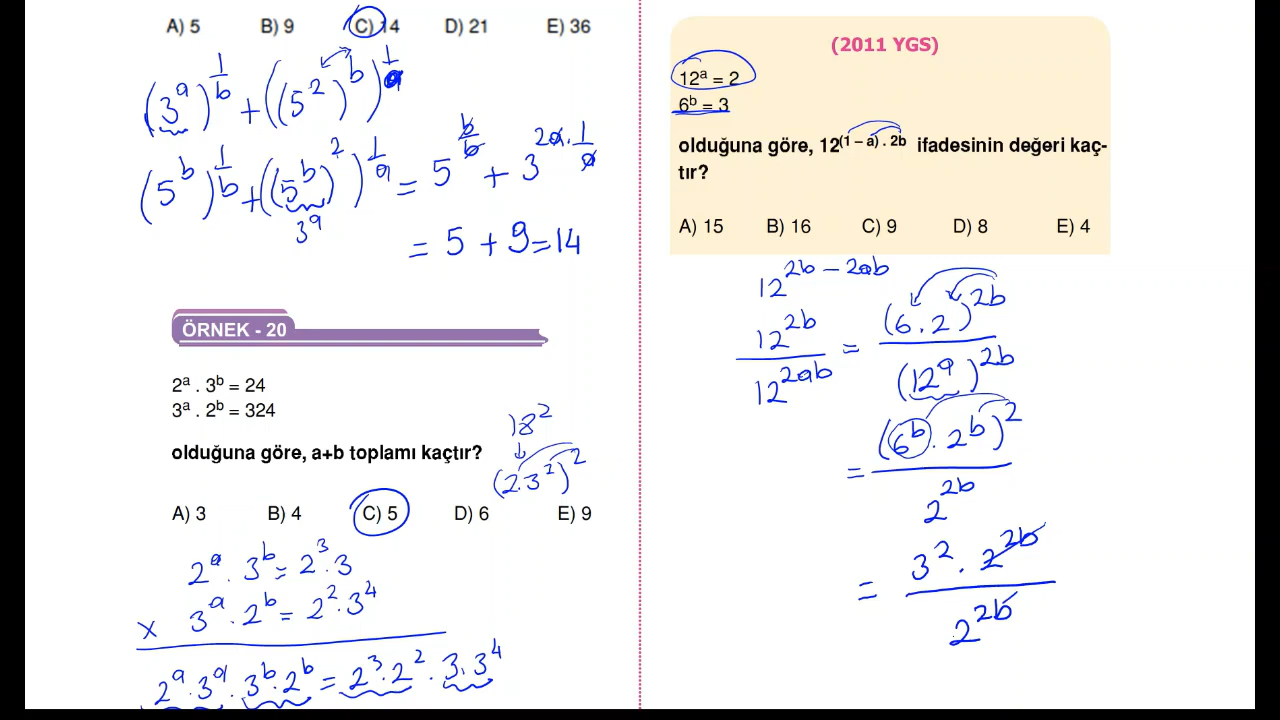 A) 5 B) 9 C) 14 D) 21 E) 36
(3^a)^(1/b) + ((5^2)^b)^(1/a)
(5^b)^(1/b) + ((5^b)^2)^(1/a) = 5^(b/b) + 3^(2a·1/a)
3^a
= 5 + 9 = 14
ÖRNEK - 20
2^a . 3^b = 24
3^a . 2^b = 324
18^2
olduğuna göre, a+b toplamı kaçtır?
(2.3^2)^2
A) 3 B) 4 C) 5 D) 6 E) 9
2^a . 3^b = 2^3 . 3
x 3^a . 2^b = 2^2 . 3^4
2^a . 3^a . 3^b . 2^b = 2^3 . 2^2 . 3 . 3^4
(2011 YGS)
12^a = 2
6^b = 3
olduğuna göre, 12^(1 – a) . 2b ifadesinin değeri kaç-
tır?
A) 15 B) 16 C) 9 D) 8 E) 4
12^(2b – 2ab)
12^(2b) / 12^(2ab) = (6 . 2)^(2b) / (12^a)^(2b)
= (6^b . 2^b)^2 / 2^(2b)
= 3^2 . 2^(2b) / 2^(2b)